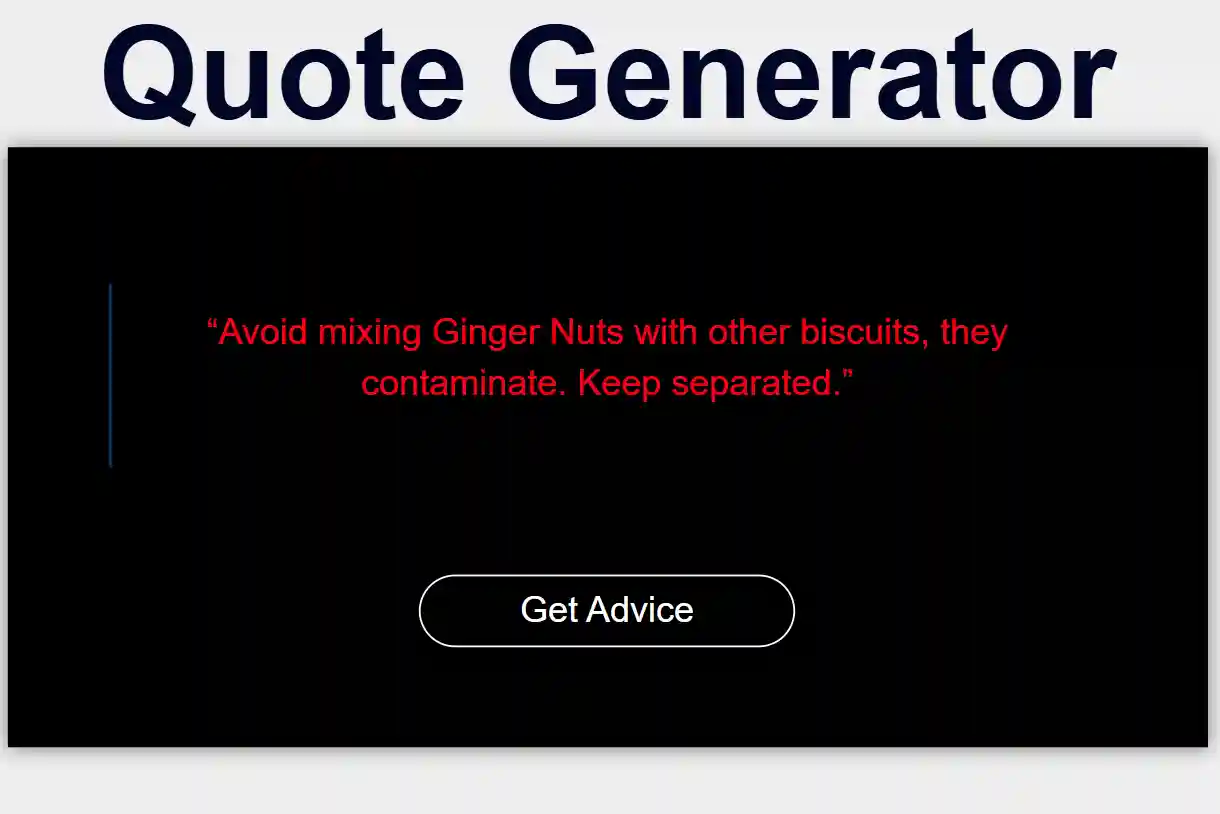 Quote Generator
“Avoid mixing Ginger Nuts with other biscuits, they
contaminate. Keep separated.”
Get Advice